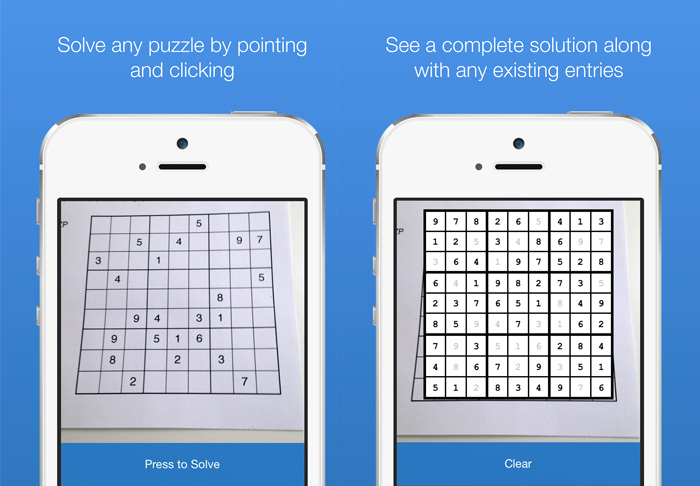 Solve any puzzle by pointing
and clicking
5
5 4 9 7
3 1
4 5
8
9 4 3 1
9 5 1 6
8 2 3
2 7
Press to Solve
See a complete solution along
with any existing entries
9 7 8 2 6 5 4 1 3
1 2 5 3 4 8 6 9 7
3 6 4 1 9 7 5 2 8
6 4 1 9 8 2 7 3 5
2 3 7 6 5 1 8 4 9
8 5 9 4 7 3 1 6 2
7 9 3 5 1 6 2 8 4
4 8 6 7 2 9 3 5 1
5 1 2 8 3 4 9 7 6
Clear